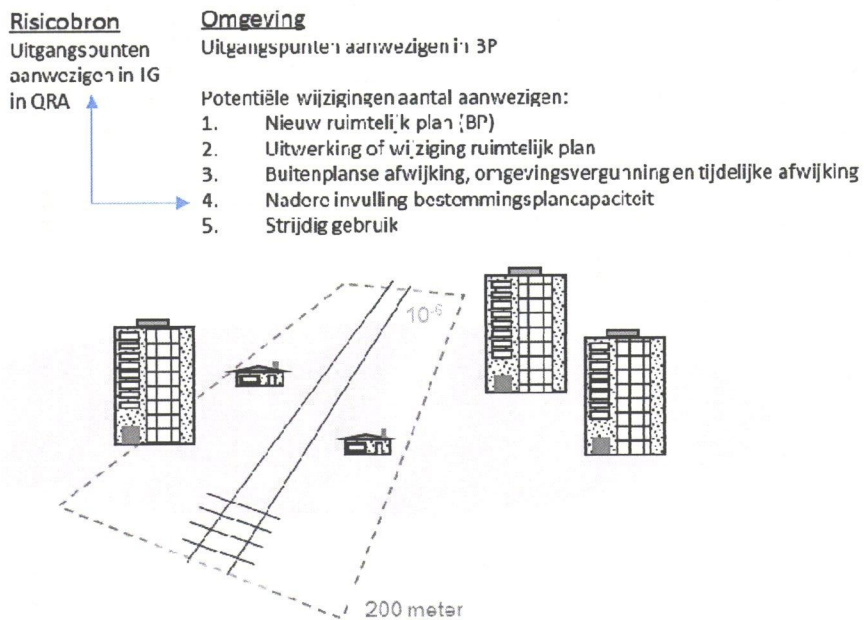 Risicobron
Uitgangspunten
aanwezigen in IG
in QRA
Omgeving
Uitgangspunten aanwezigen in BP
Potentiële wijzigingen aantal aanwezigen:
1. Nieuw ruimtelijk plan (BP)
2. Uitwerking of wijziging ruimtelijk plan
3. Buitenplanse afwijking, omgevingsvergunning en tijdelijke afwijking
4. Nadere invulling bestemmingsplancapaciteit
5. Strijdig gebruik
10⁻⁶
200 meter